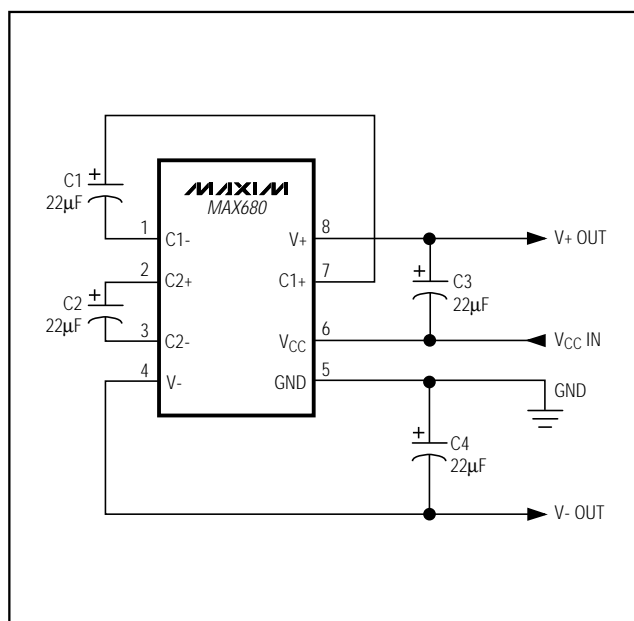 MAXIM
MAX680
C1
+
22µF
1
C1-
2
C2+
C2
+
22µF
3
C2-
4
V-
8
V+
7
C1+
6
VCC
5
GND
V+ OUT
+
C3
22µF
VCC IN
GND
+
C4
22µF
V- OUT